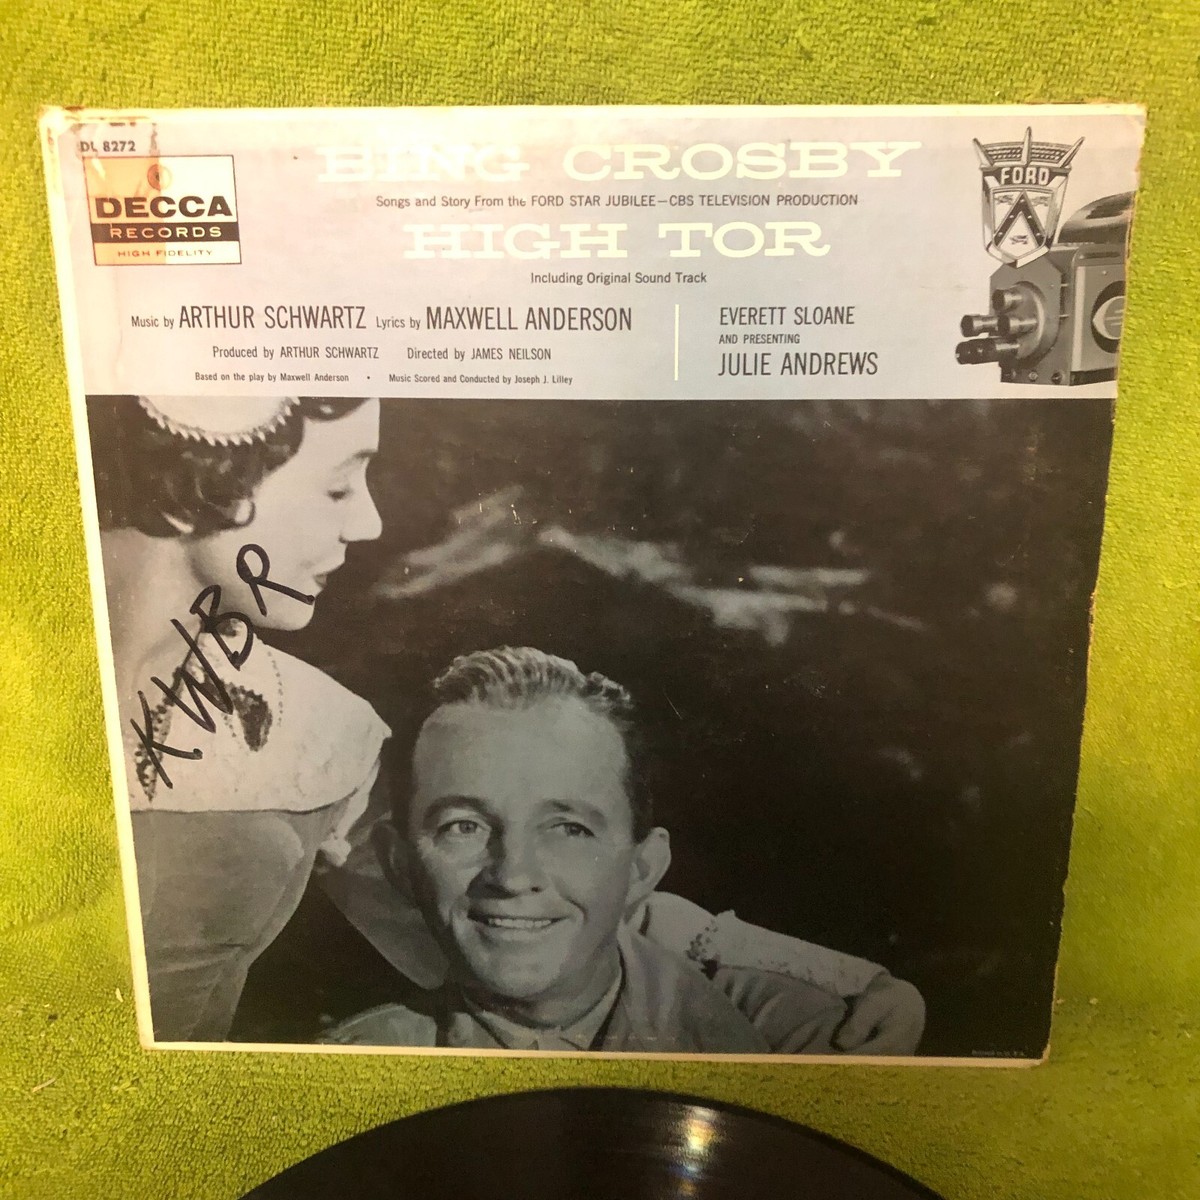 DL 8272
DECCA
RECORDS
HIGH FIDELITY
BING CROSBY
Songs and Story From the FORD STAR JUBILEE—CBS TELEVISION PRODUCTION
HIGH TOR
Including Original Sound Track
Music by ARTHUR SCHWARTZ Lyrics by MAXWELL ANDERSON
Produced by ARTHUR SCHWARTZ Directed by JAMES NEILSON
Based on the play by Maxwell Anderson • Music Scored and Conducted by Joseph J. Lilley
EVERETT SLOANE
AND PRESENTING
JULIE ANDREWS
FORD
KWBR